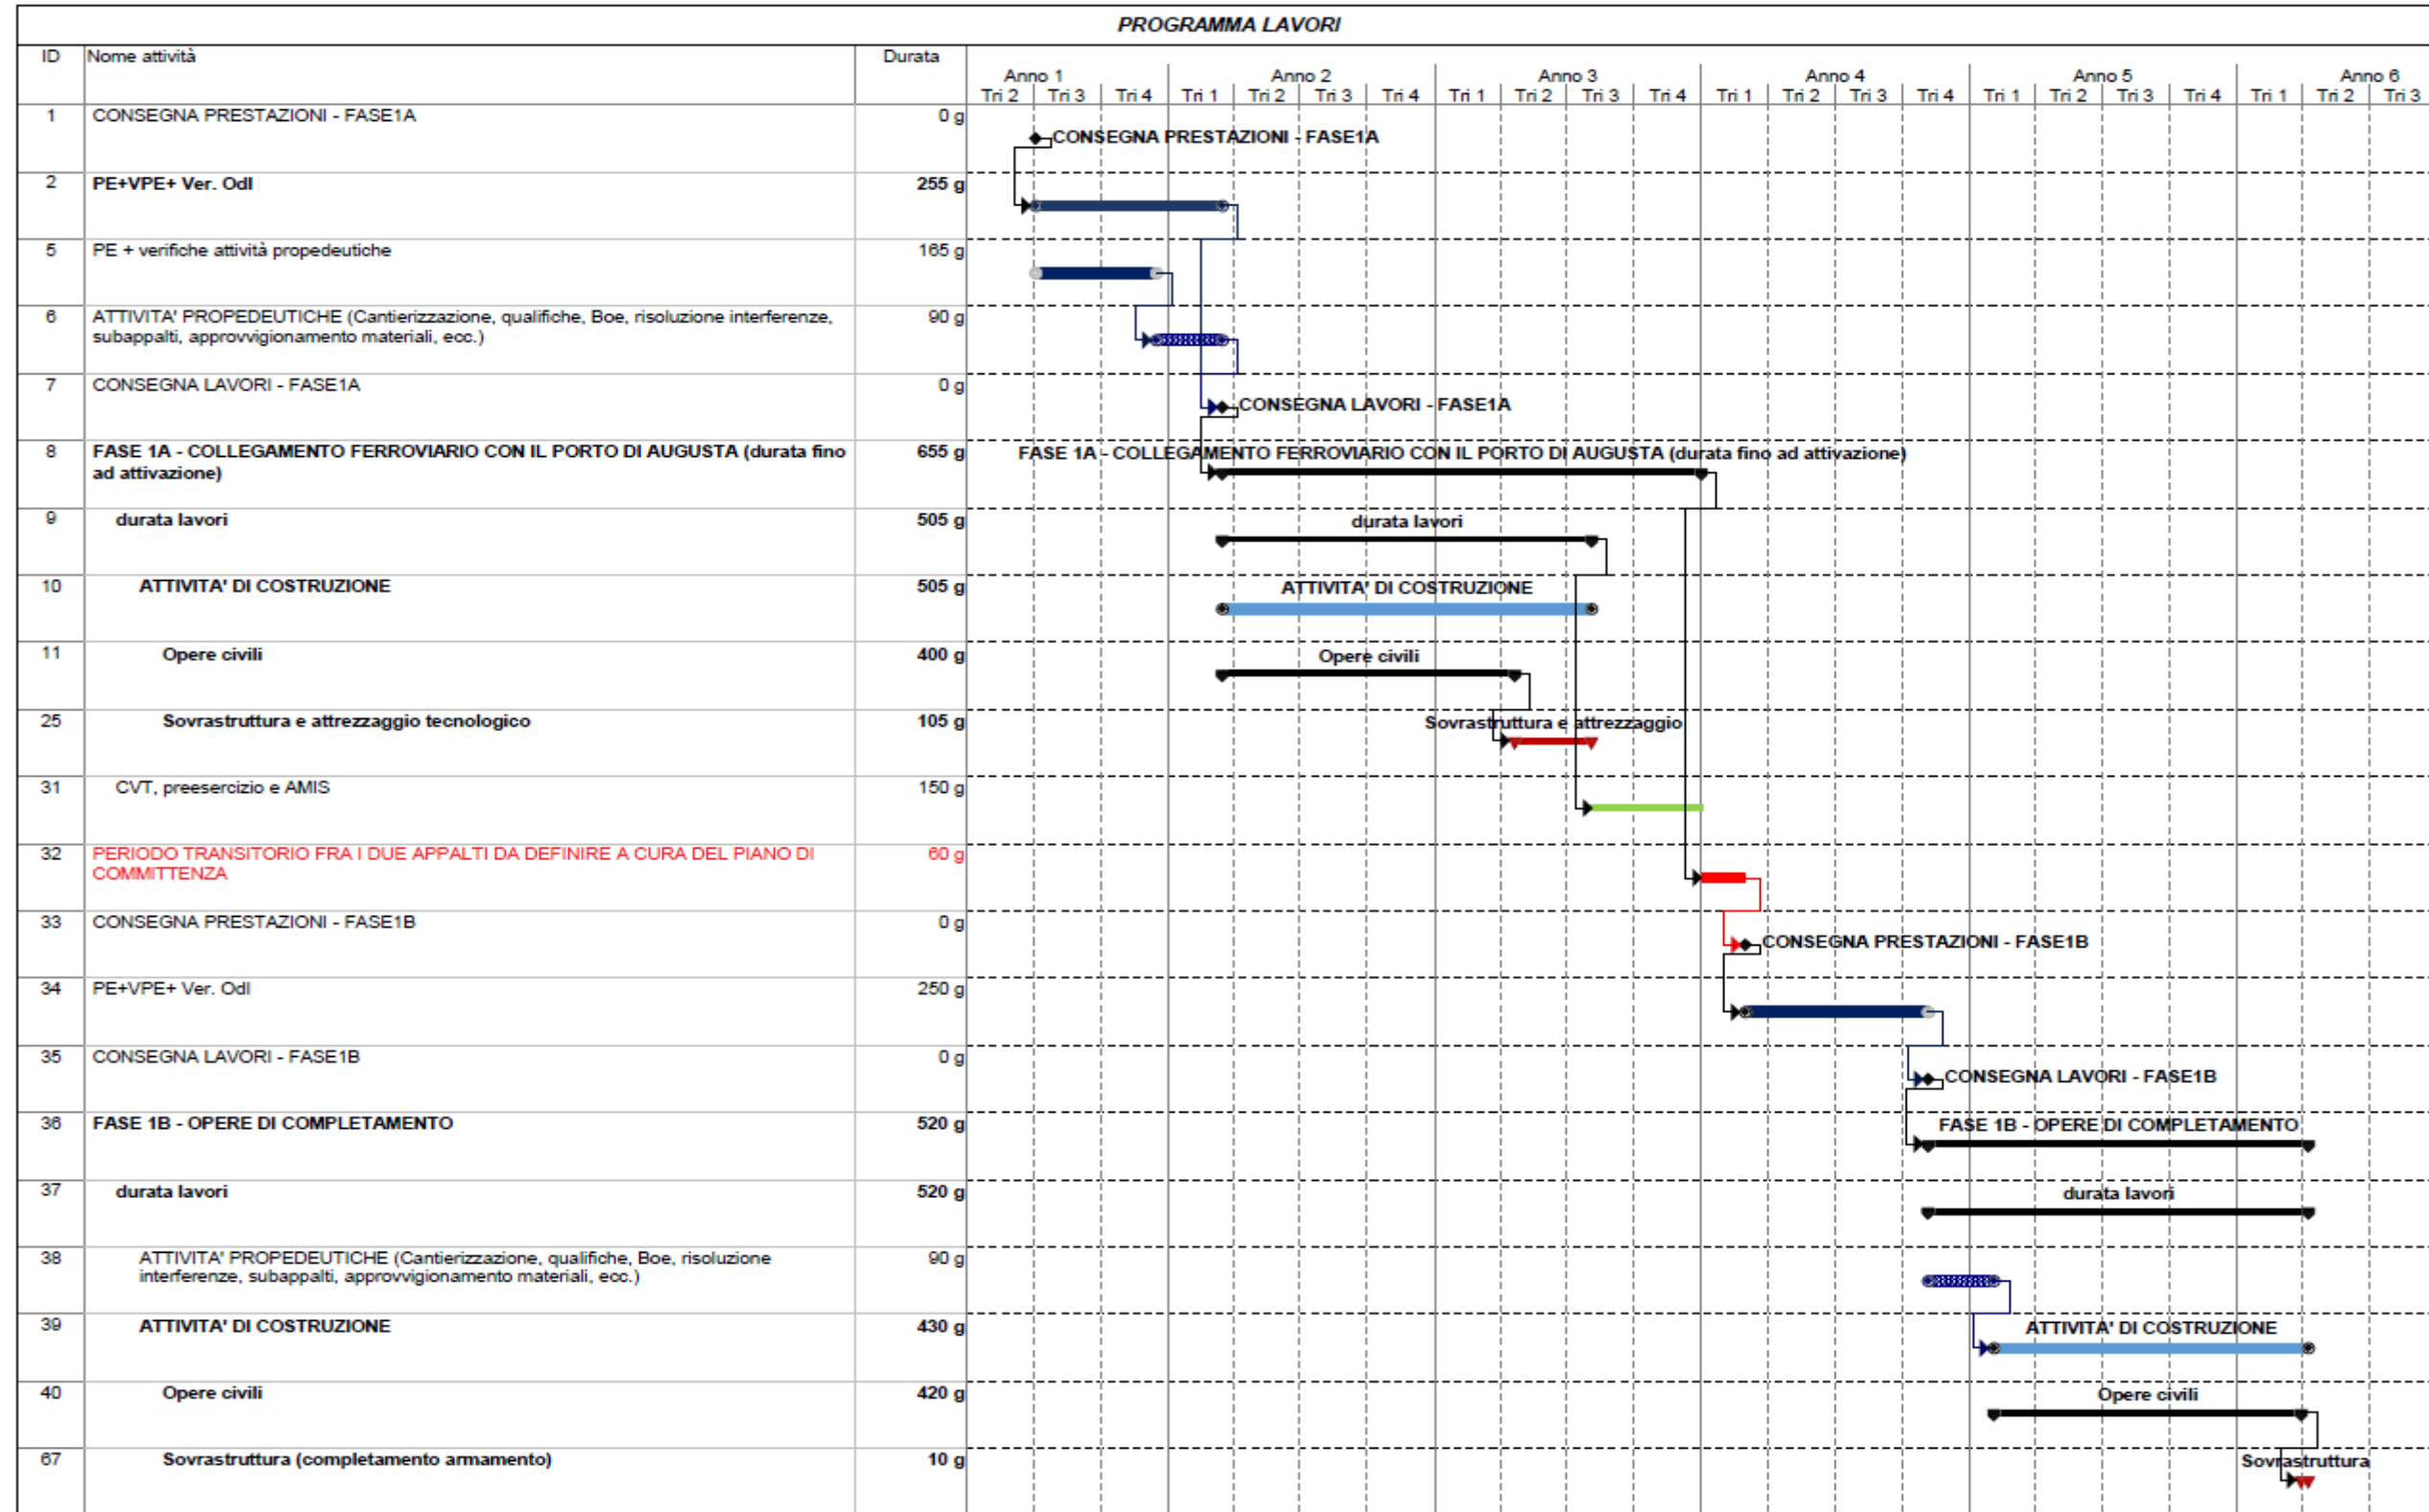 PROGRAMMA LAVORI
ID Nome attività Durata
Anno 1 Anno 2 Anno 3 Anno 4 Anno 5 Anno 6
Tri 2 Tri 3 Tri 4 Tri 1 Tri 2 Tri 3 Tri 4 Tri 1 Tri 2 Tri 3 Tri 4 Tri 1 Tri 2 Tri 3 Tri 4 Tri 1 Tri 2 Tri 3 Tri 4 Tri 1 Tri 2 Tri 3
1 CONSEGNA PRESTAZIONI - FASE1A 0 g
CONSEGNA PRESTAZIONI - FASE1A
2 PE+VPE+ Ver. OdI 255 g
5 PE + verifiche attività propedeutiche 165 g
6 ATTIVITA' PROPEDEUTICHE (Cantierizzazione, qualifiche, Boe, risoluzione interferenze, 90 g
subappalti, approvvigionamento materiali, ecc.)
7 CONSEGNA LAVORI - FASE1A 0 g
CONSEGNA LAVORI - FASE1A
8 FASE 1A - COLLEGAMENTO FERROVIARIO CON IL PORTO DI AUGUSTA (durata fino 655 g
ad attivazione)
FASE 1A - COLLEGAMENTO FERROVIARIO CON IL PORTO DI AUGUSTA (durata fino ad attivazione)
9 durata lavori 505 g
durata lavori
10 ATTIVITA' DI COSTRUZIONE 505 g
ATTIVITA' DI COSTRUZIONE
11 Opere civili 400 g
Opere civili
25 Sovrastruttura e attrezzaggio tecnologico 105 g
Sovrastruttura e attrezzaggio
31 CVT, preesercizio e AMIS 150 g
32 PERIODO TRANSITORIO FRA I DUE APPALTI DA DEFINIRE A CURA DEL PIANO DI 60 g
COMMITTENZA
33 CONSEGNA PRESTAZIONI - FASE1B 0 g
CONSEGNA PRESTAZIONI - FASE1B
34 PE+VPE+ Ver. OdI 250 g
35 CONSEGNA LAVORI - FASE1B 0 g
CONSEGNA LAVORI - FASE1B
36 FASE 1B - OPERE DI COMPLETAMENTO 520 g
FASE 1B - OPERE DI COMPLETAMENTO
37 durata lavori 520 g
durata lavori
38 ATTIVITA' PROPEDEUTICHE (Cantierizzazione, qualifiche, Boe, risoluzione 90 g
interferenze, subappalti, approvvigionamento materiali, ecc.)
39 ATTIVITA' DI COSTRUZIONE 430 g
ATTIVITA' DI COSTRUZIONE
40 Opere civili 420 g
Opere civili
67 Sovrastruttura (completamento armamento) 10 g
Sovrastruttura